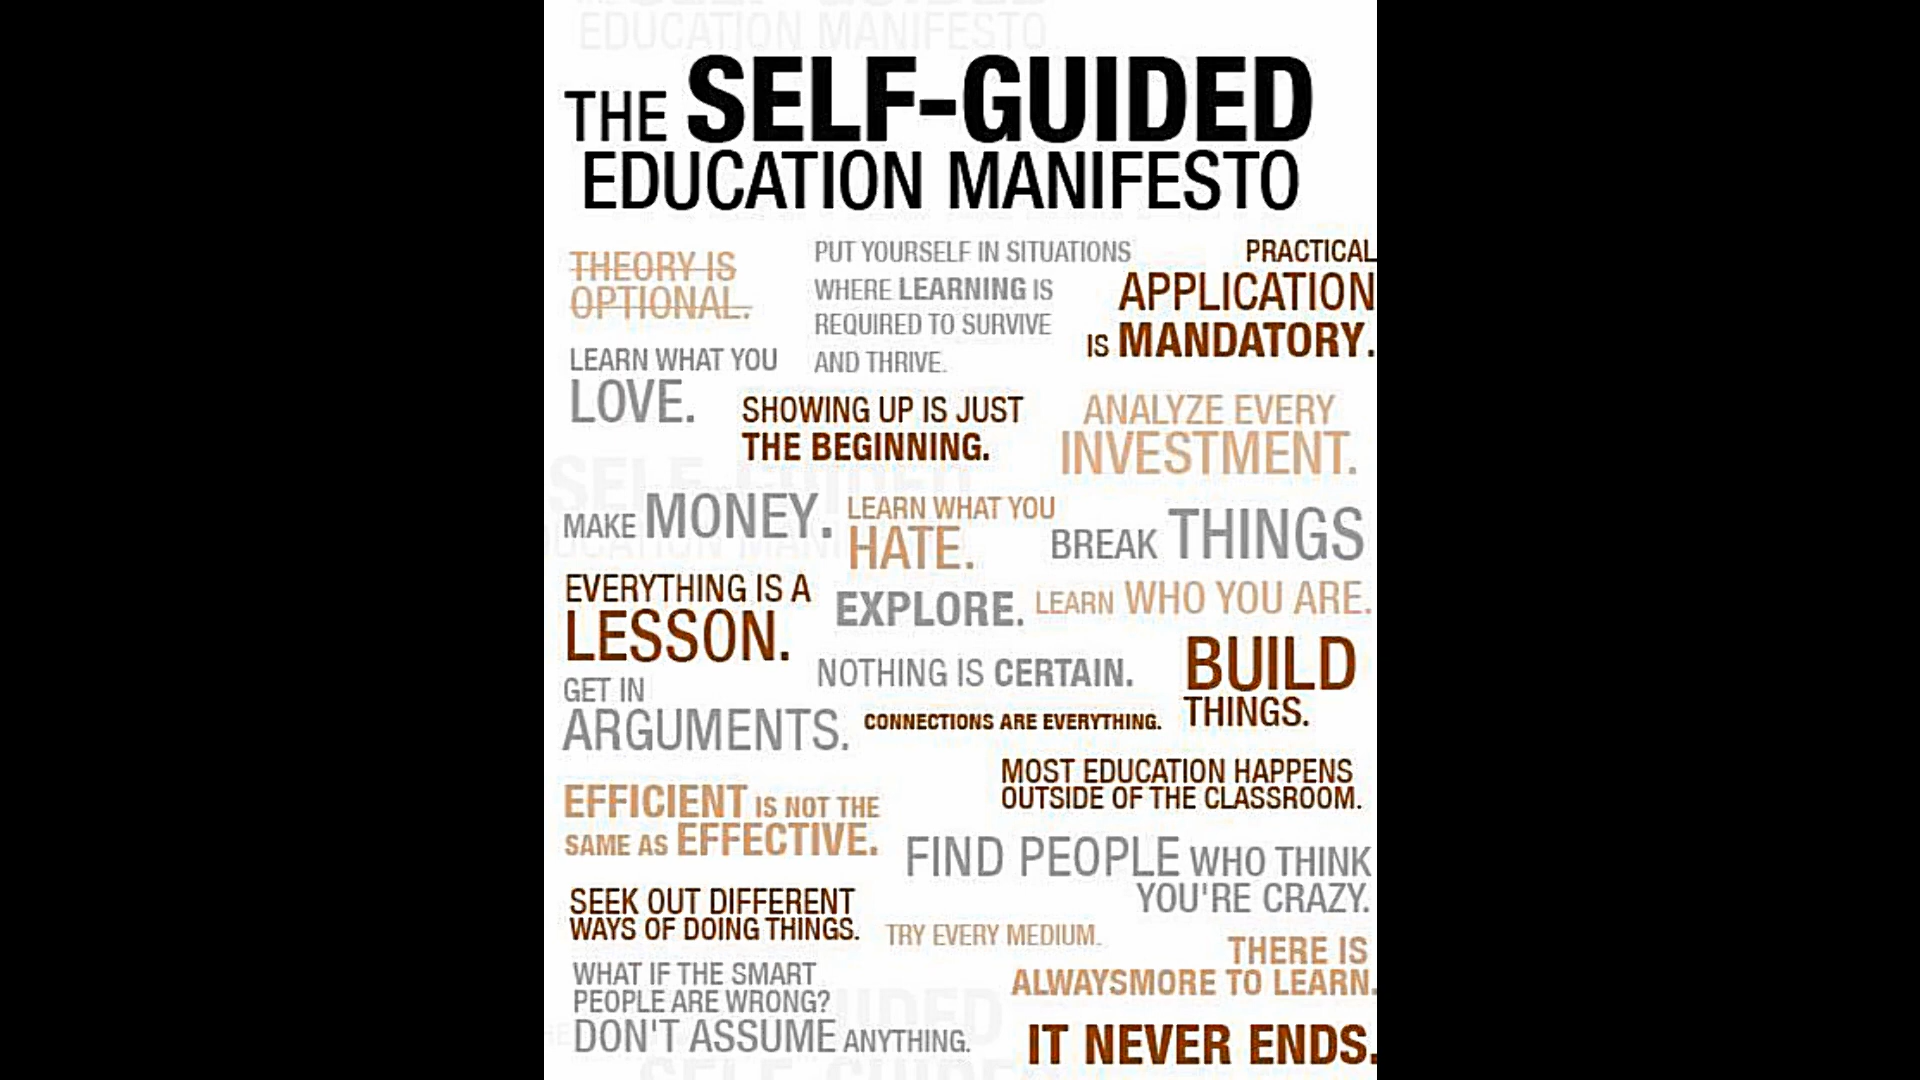 THE SELF-GUIDED
EDUCATION MANIFESTO
THEORY IS
OPTIONAL.
PUT YOURSELF IN SITUATIONS
WHERE LEARNING IS
REQUIRED TO SURVIVE
AND THRIVE.
PRACTICAL
APPLICATION
IS MANDATORY.
LEARN WHAT YOU
LOVE.
SHOWING UP IS JUST
THE BEGINNING.
ANALYZE EVERY
INVESTMENT.
MAKE MONEY.
LEARN WHAT YOU
HATE.
BREAK THINGS
EVERYTHING IS A
LESSON.
EXPLORE.
LEARN WHO YOU ARE.
NOTHING IS CERTAIN.
BUILD
THINGS.
GET IN
ARGUMENTS.
CONNECTIONS ARE EVERYTHING.
MOST EDUCATION HAPPENS
OUTSIDE OF THE CLASSROOM.
EFFICIENT IS NOT THE
SAME AS EFFECTIVE.
FIND PEOPLE WHO THINK
YOU'RE CRAZY.
SEEK OUT DIFFERENT
WAYS OF DOING THINGS.
TRY EVERY MEDIUM.
THERE IS
ALWAYSMORE TO LEARN.
WHAT IF THE SMART
PEOPLE ARE WRONG?
DON'T ASSUME ANYTHING.
IT NEVER ENDS.